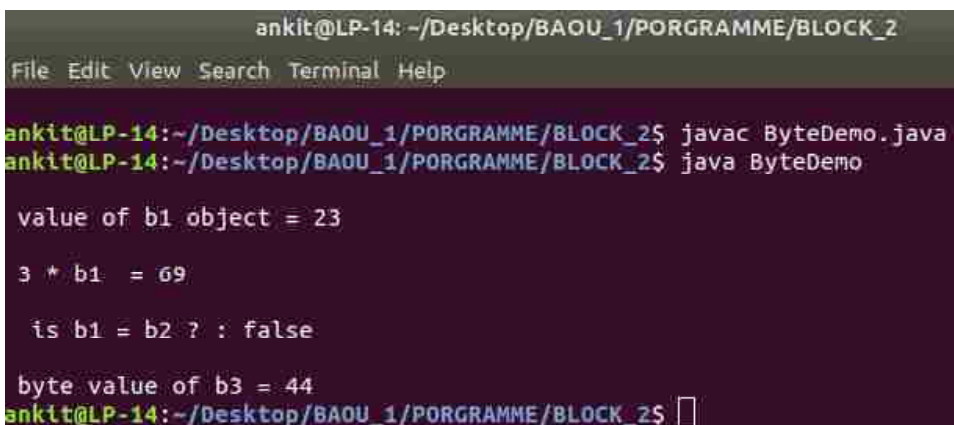 ankit@LP-14: ~/Desktop/BAOU_1/PORGRAMME/BLOCK_2
File Edit View Search Terminal Help
ankit@LP-14:~/Desktop/BAOU_1/PORGRAMME/BLOCK_2$ javac ByteDemo.java
ankit@LP-14:~/Desktop/BAOU_1/PORGRAMME/BLOCK_2$ java ByteDemo
value of b1 object = 23
3 * b1  = 69
is b1 = b2 ? : false
byte value of b3 = 44
ankit@LP-14:~/Desktop/BAOU_1/PORGRAMME/BLOCK_2$